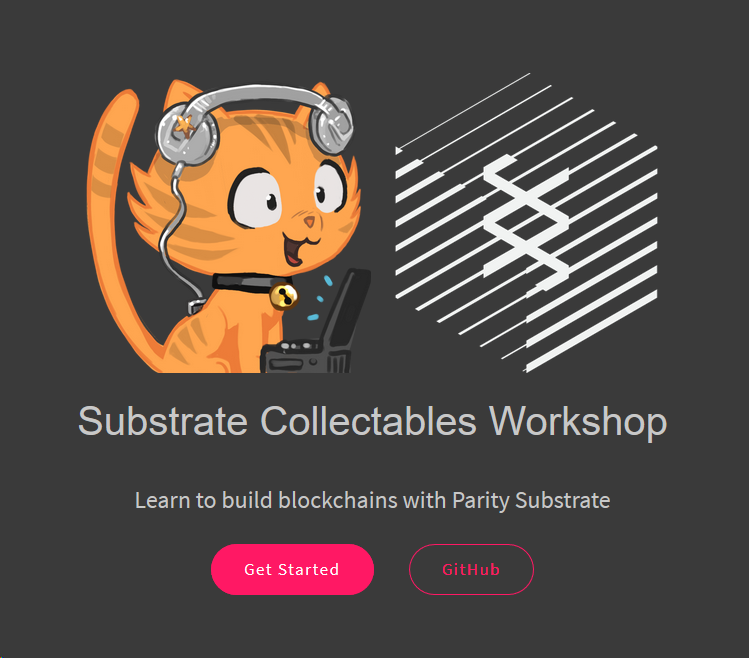 Substrate Collectables Workshop
Learn to build blockchains with Parity Substrate
Get Started
GitHub